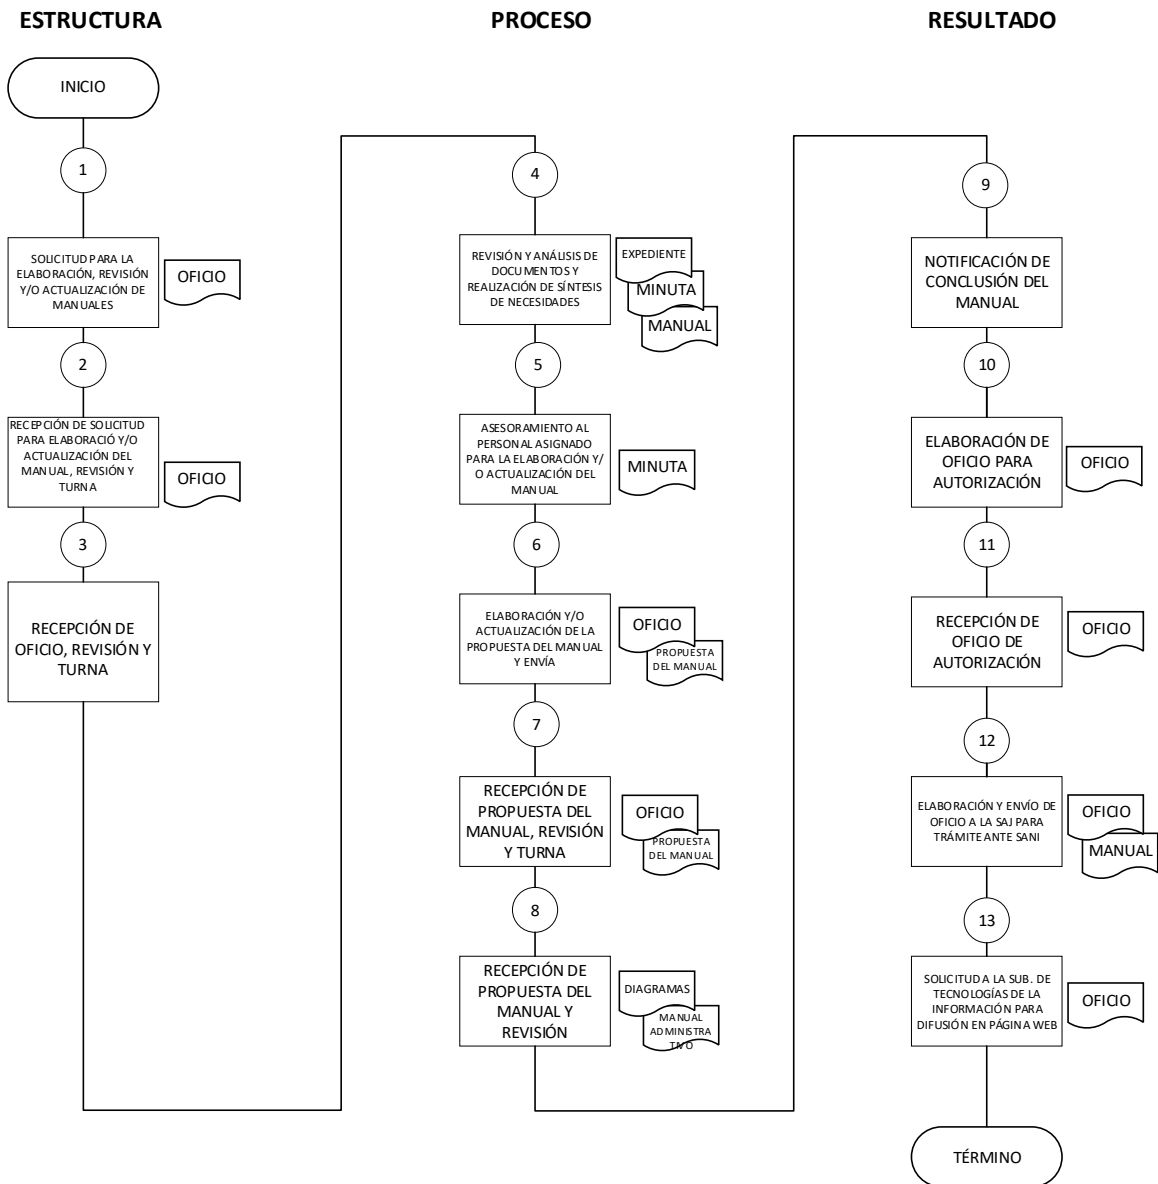 ESTRUCTURA
INICIO
1
SOLICITUD PARA LA
ELABORACIÓN, REVISIÓN
Y/O ACTUALIZACIÓN DE
MANUALES
OFICIO
2
RECEPCIÓN DE SOLICITUD
PARA ELABORACIÓ Y/O
ACTUALIZACIÓN DEL
MANUAL, REVISIÓN Y
TURNA
OFICIO
3
RECEPCIÓN DE
OFICIO, REVISIÓN Y
TURNA
PROCESO
4
REVISIÓN Y ANÁLISIS DE
DOCUMENTOS Y
REALIZACIÓN DE SÍNTESIS
DE NECESIDADES
EXPEDIENTE
MINUTA
MANUAL
5
ASESORAMIENTO AL
PERSONAL ASIGNADO
PARA LA ELABORACIÓN Y/
O ACTUALIZACIÓN DEL
MANUAL
MINUTA
6
ELABORACIÓN Y/O
ACTUALIZACIÓN DE LA
PROPUESTA DEL MANUAL
Y ENVÍA
OFICIO
PROPUESTA
DEL MANUAL
7
RECEPCIÓN DE
PROPUESTA DEL
MANUAL, REVISIÓN
Y TURNA
OFICIO
PROPUESTA
DEL MANUAL
8
RECEPCIÓN DE
PROPUESTA DEL
MANUAL Y
REVISIÓN
DIAGRAMAS
MANUAL
ADMINISTRA
TIVO
RESULTADO
9
NOTIFICACIÓN DE
CONCLUSIÓN DEL
MANUAL
10
ELABORACIÓN DE
OFICIO PARA
AUTORIZACIÓN
OFICIO
11
RECEPCIÓN DE
OFICIO DE
AUTORIZACIÓN
OFICIO
12
ELABORACIÓN Y ENVÍO DE
OFICIO A LA SAJ PARA
TRÁMITE ANTE SANI
OFICIO
MANUAL
13
SOLICITUD A LA SUB. DE
TECNOLOGÍAS DE LA
INFORMACIÓN PARA
DIFUSIÓN EN PÁGINA WEB
OFICIO
TÉRMINO